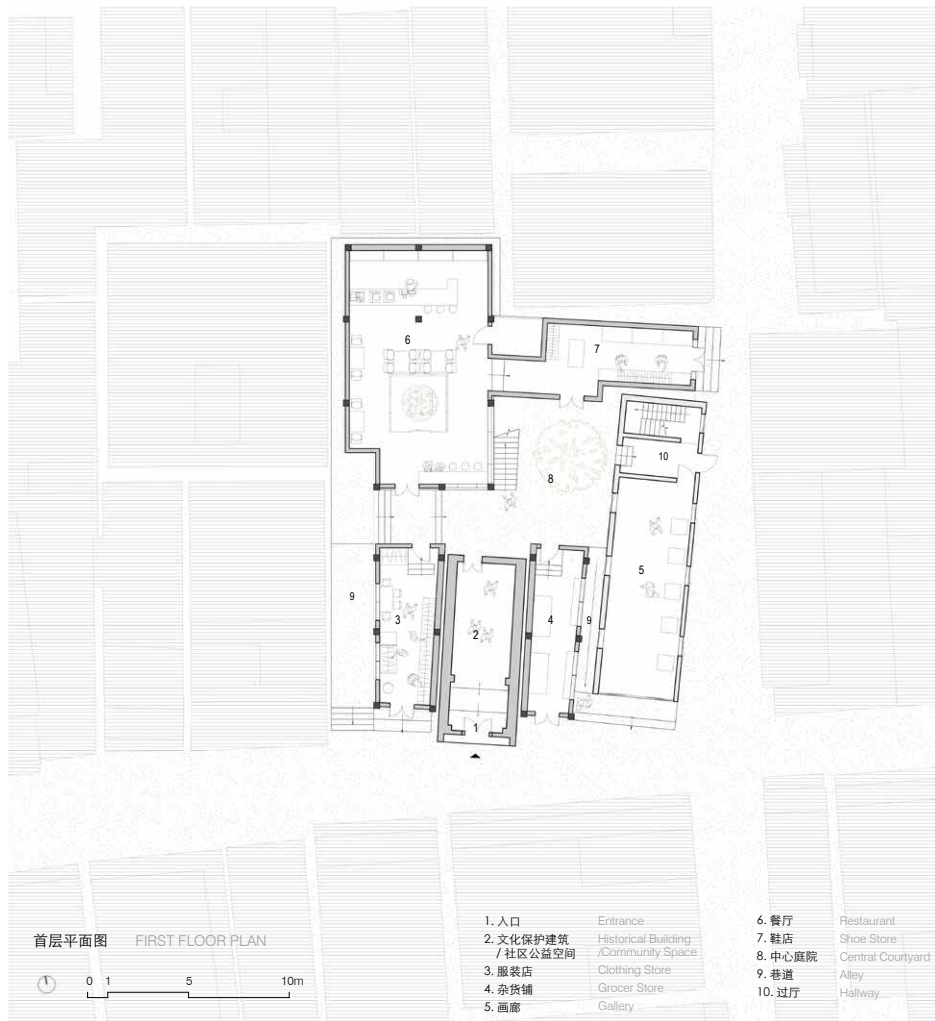 6
7
10
8
5
9
3
2
4
9
1
首层平面图 FIRST FLOOR PLAN
0 1 5 10m
1. 入口 Entrance
2. 文化保护建筑 Historical Building
/ 社区公益空间 /Community Space
3. 服装店 Clothing Store
4. 杂货铺 Grocer Store
5. 画廊 Gallery
6. 餐厅 Restaurant
7. 鞋店 Shoe Store
8. 中心庭院 Central Courtyard
9. 巷道 Alley
10. 过厅 Hallway